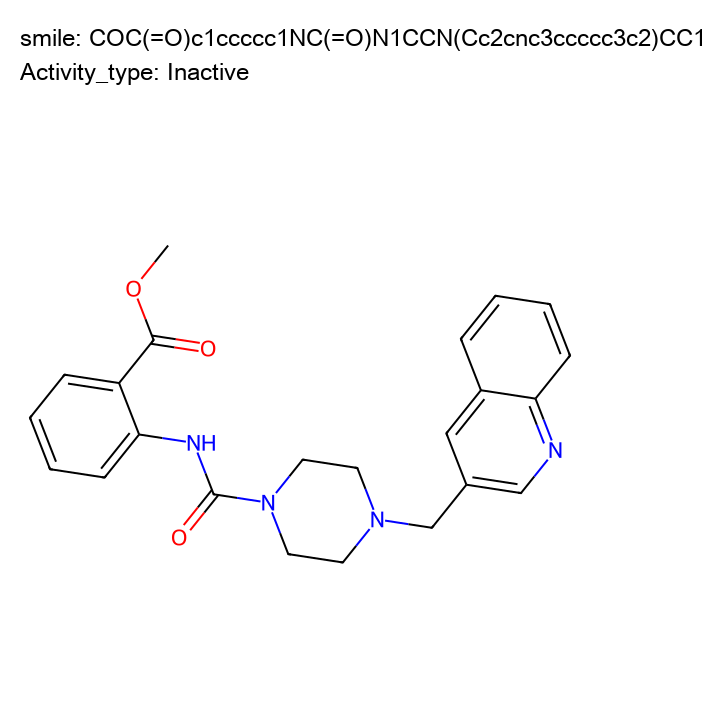 smile: COC(=O)c1ccccc1NC(=O)N1CCN(Cc2cnc3ccccc3c2)CC1
Activity_type: Inactive
O
O
NH
N
N
O
N